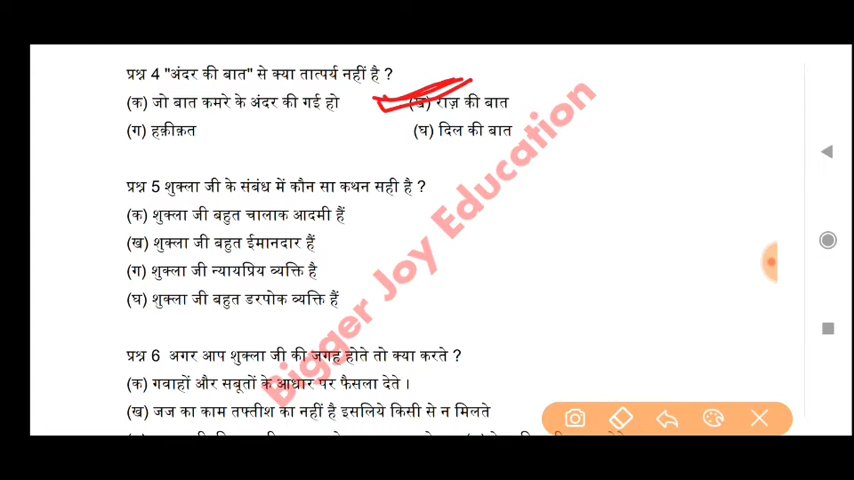 प्रश्न 4 "अंदर की बात" से क्या तात्पर्य नहीं है ?
(क) जो बात कमरे के अंदर की गई हो (ख) राज़ की बात
(ग) हक़ीक़त (घ) दिल की बात
प्रश्न 5 शुक्ला जी के संबंध में कौन सा कथन सही है ?
(क) शुक्ला जी बहुत चालाक आदमी हैं
(ख) शुक्ला जी बहुत ईमानदार हैं
(ग) शुक्ला जी न्यायप्रिय व्यक्ति है
(घ) शुक्ला जी बहुत डरपोक व्यक्ति हैं
प्रश्न 6 अगर आप शुक्ला जी की जगह होते तो क्या करते ?
(क) गवाहों और सबूतों के आधार पर फैसला देते ।
(ख) जज का काम तफ्तीश का नहीं है इसलिये किसी से न मिलते
Bigger Joy Education